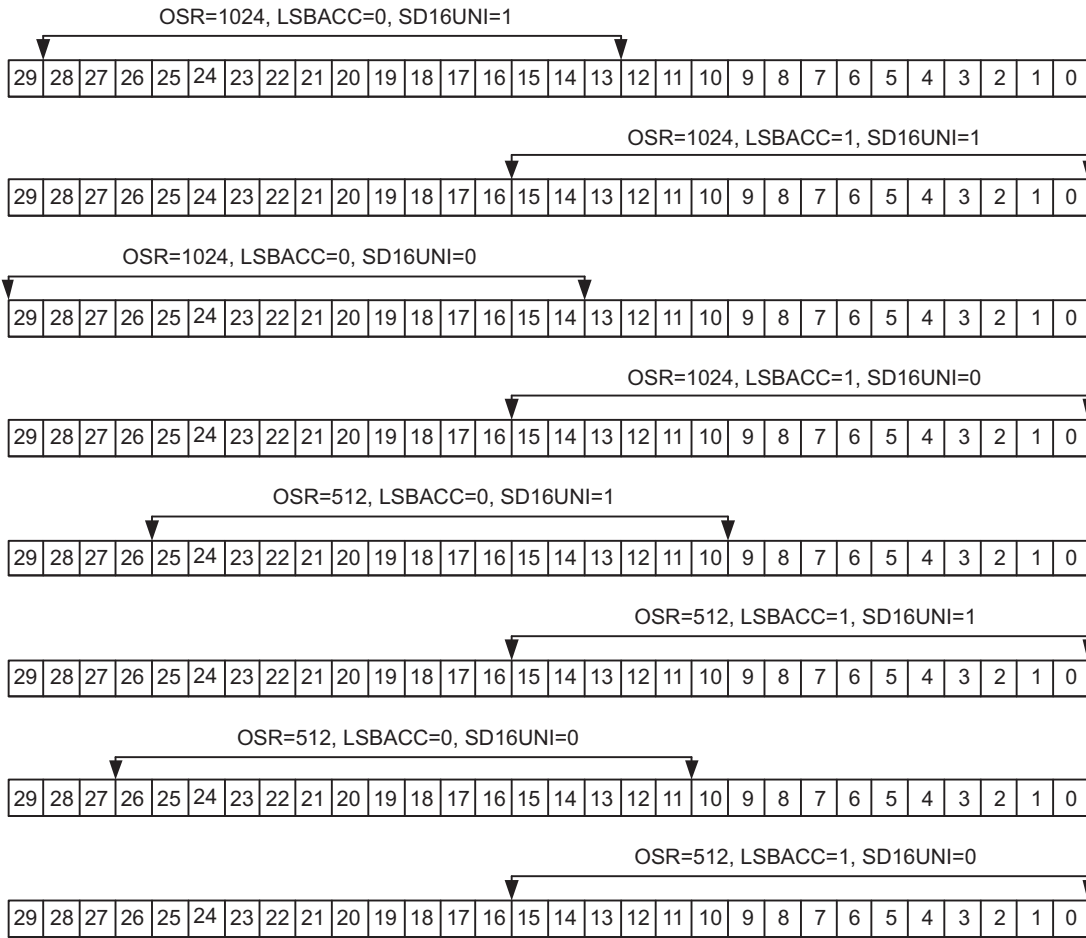 OSR=1024, LSBACC=0, SD16UNI=1
29 28 27 26 25 24 23 22 21 20 19 18 17 16 15 14 13 12 11 10 9 8 7 6 5 4 3 2 1 0
OSR=1024, LSBACC=1, SD16UNI=1
29 28 27 26 25 24 23 22 21 20 19 18 17 16 15 14 13 12 11 10 9 8 7 6 5 4 3 2 1 0
OSR=1024, LSBACC=0, SD16UNI=0
29 28 27 26 25 24 23 22 21 20 19 18 17 16 15 14 13 12 11 10 9 8 7 6 5 4 3 2 1 0
OSR=1024, LSBACC=1, SD16UNI=0
29 28 27 26 25 24 23 22 21 20 19 18 17 16 15 14 13 12 11 10 9 8 7 6 5 4 3 2 1 0
OSR=512, LSBACC=0, SD16UNI=1
29 28 27 26 25 24 23 22 21 20 19 18 17 16 15 14 13 12 11 10 9 8 7 6 5 4 3 2 1 0
OSR=512, LSBACC=1, SD16UNI=1
29 28 27 26 25 24 23 22 21 20 19 18 17 16 15 14 13 12 11 10 9 8 7 6 5 4 3 2 1 0
OSR=512, LSBACC=0, SD16UNI=0
29 28 27 26 25 24 23 22 21 20 19 18 17 16 15 14 13 12 11 10 9 8 7 6 5 4 3 2 1 0
OSR=512, LSBACC=1, SD16UNI=0
29 28 27 26 25 24 23 22 21 20 19 18 17 16 15 14 13 12 11 10 9 8 7 6 5 4 3 2 1 0